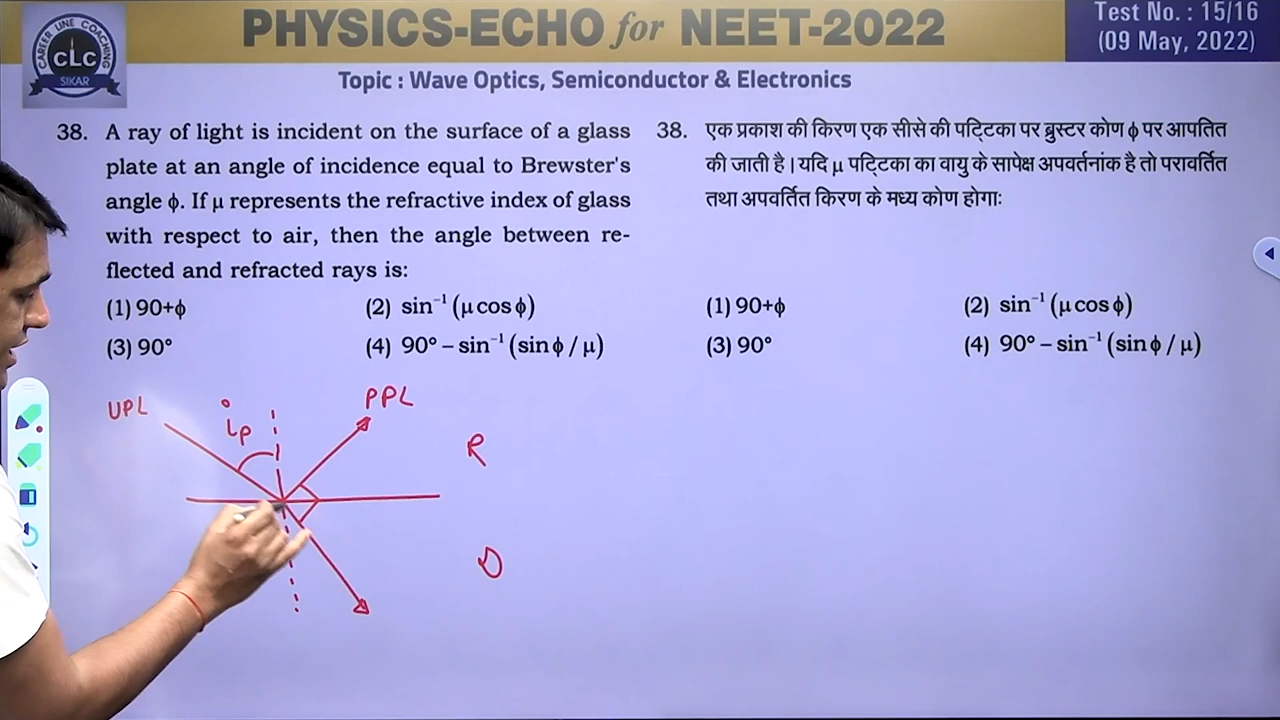 CAREER LINE COACHING
CLC
SIKAR
PHYSICS-ECHO for NEET-2022
Test No. : 15/16
(09 May, 2022)
Topic : Wave Optics, Semiconductor & Electronics
38. A ray of light is incident on the surface of a glass
plate at an angle of incidence equal to Brewster's
angle ϕ. If μ represents the refractive index of glass
with respect to air, then the angle between re-
flected and refracted rays is:
(1) 90+ϕ (2) sin⁻¹(μcosϕ)
(3) 90° (4) 90° – sin⁻¹(sinϕ/μ)
38. एक प्रकाश की किरण एक सीसे की पट्टिका पर ब्रुस्टर कोण ϕ पर आपतित
की जाती है। यदि μ पट्टिका का वायु के सापेक्ष अपवर्तनांक है तो परावर्तित
तथा अपवर्तित किरण के मध्य कोण होगाः
(1) 90+ϕ (2) sin⁻¹(μcosϕ)
(3) 90° (4) 90° – sin⁻¹(sinϕ/μ)
UPL
ip
PPL
R
D